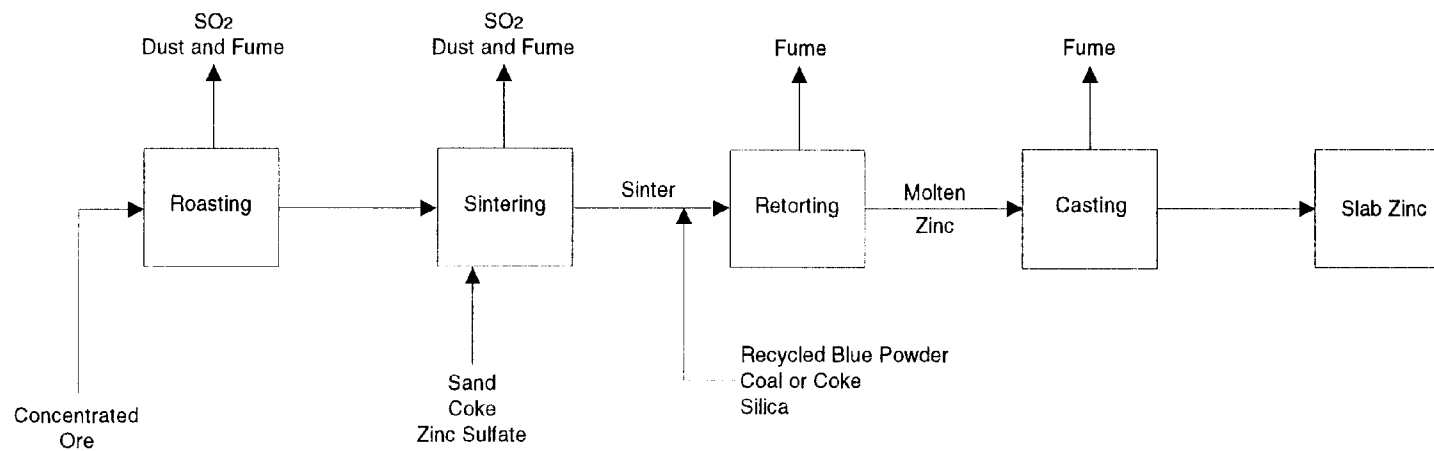 SO2
Dust and Fume
SO2
Dust and Fume
Fume
Fume
Roasting
Sintering
Sinter
Retorting
Molten
Zinc
Casting
Slab Zinc
Concentrated
Ore
Sand
Coke
Zinc Sulfate
Recycled Blue Powder
Coal or Coke
Silica